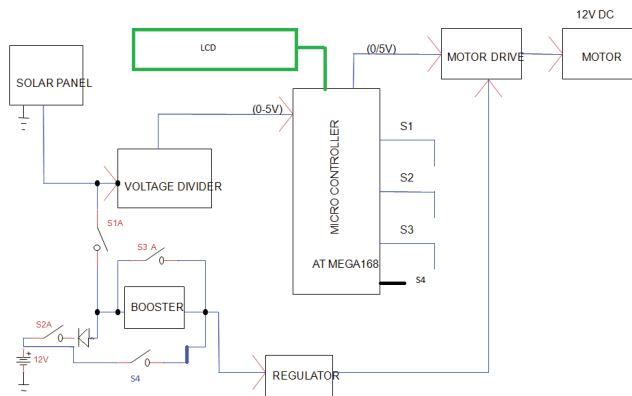 12V DC
LCD
(0/5V)
MOTOR DRIVE
MOTOR
SOLAR PANEL
(0-5V)
S1
MICRO CONTROLLER
VOLTAGE DIVIDER
S2
S1A
S3
S3 A
AT MEGA168
S4
BOOSTER
S2A
+
12V
S4
REGULATOR